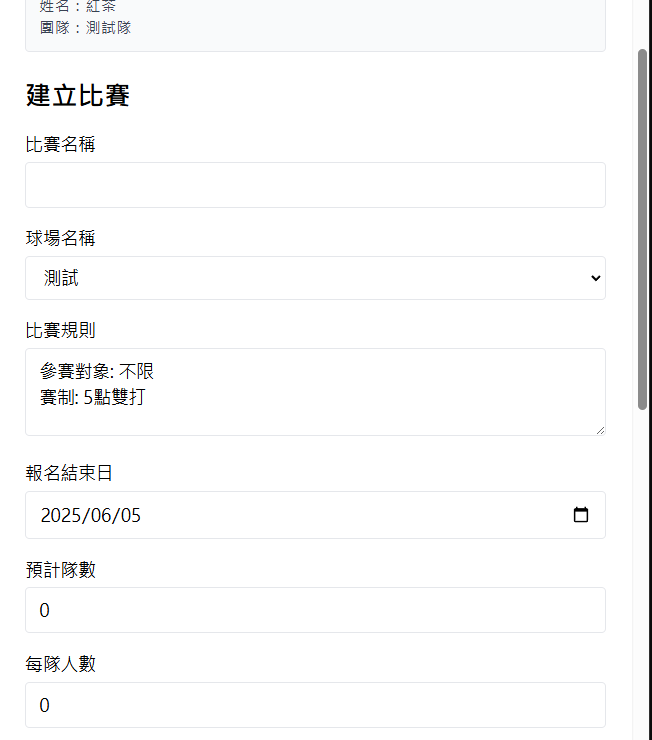 姓名：紅茶
團隊：測試隊
建立比賽
比賽名稱
球場名稱
測試
比賽規則
參賽對象: 不限
賽制: 5點雙打
報名結束日
2025/06/05
預計隊數
0
每隊人數
0